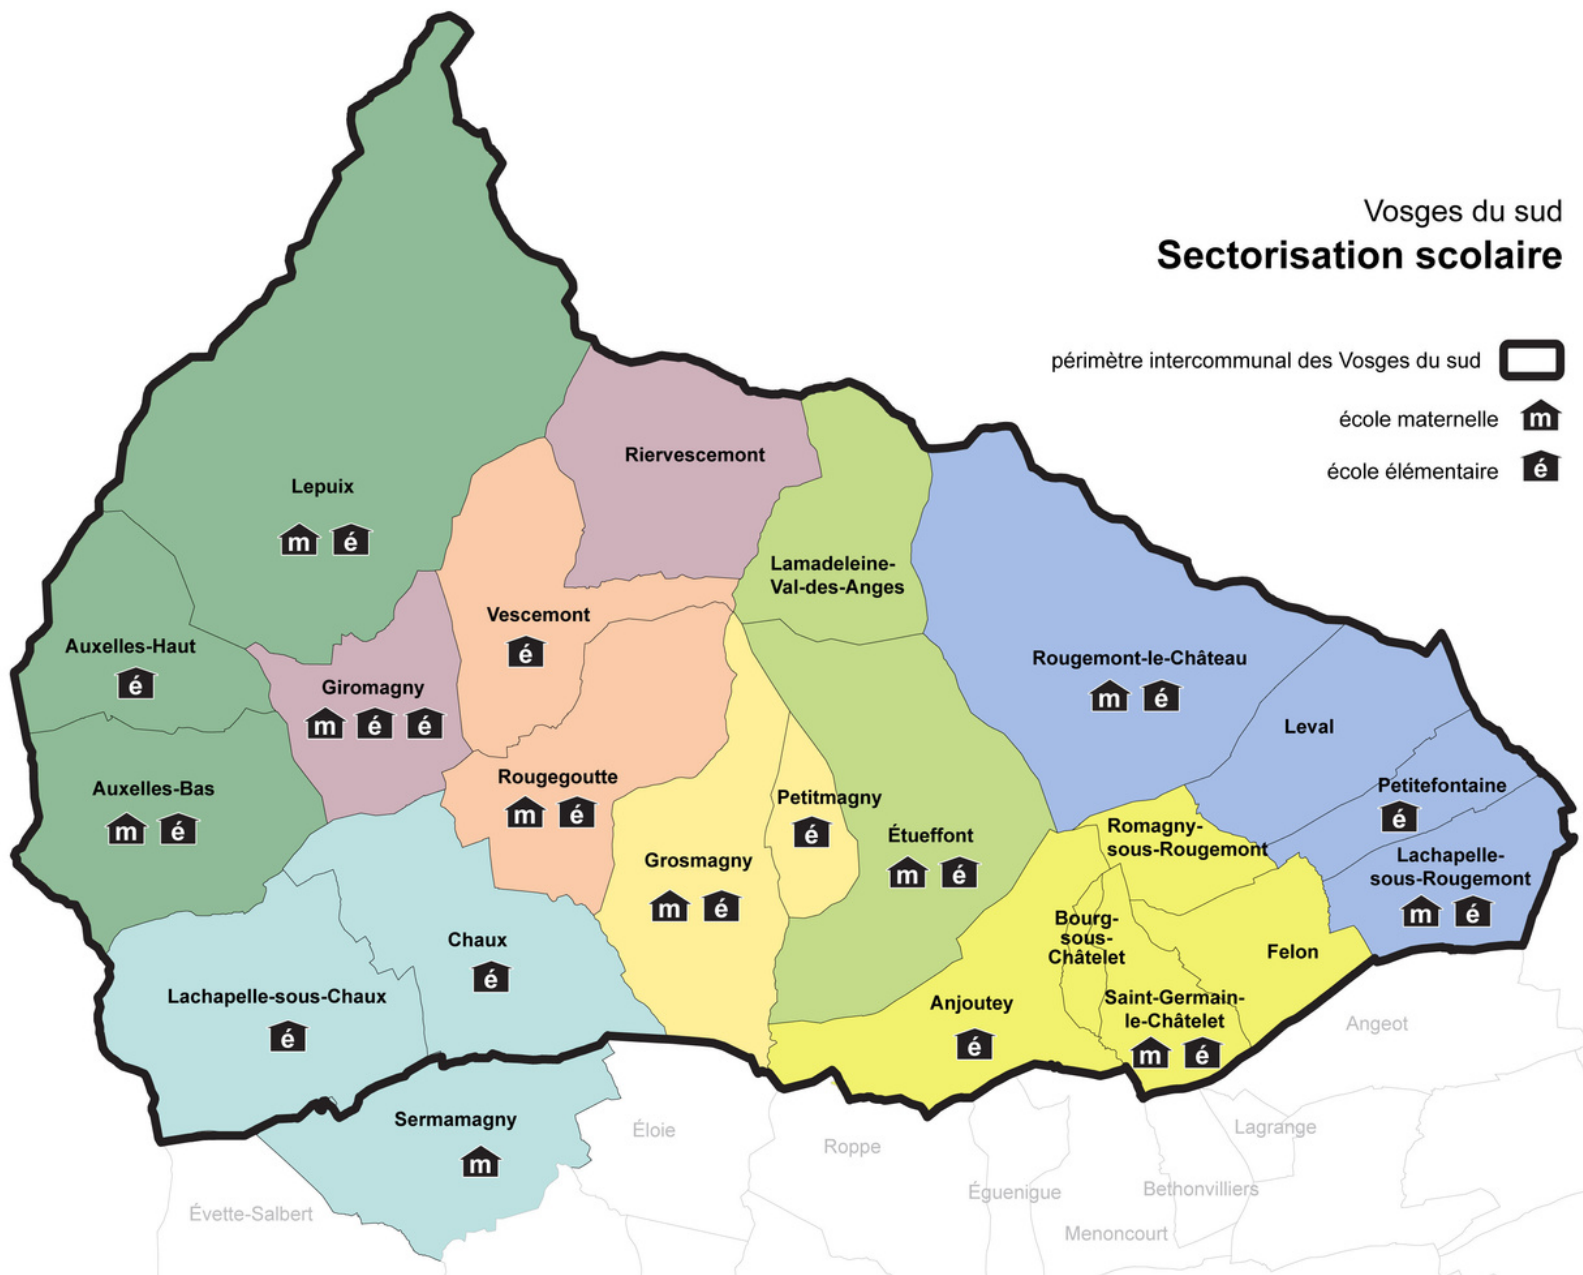 Vosges du sud
Sectorisation scolaire
périmètre intercommunal des Vosges du sud
école maternelle m
école élémentaire é
Riervescemont
Lepuix
m é
Lamadeleine-
Val-des-Anges
Vescemont
é
Auxelles-Haut
é
Giromagny
m é é
Rougemont-le-Château
m é
Leval
Auxelles-Bas
m é
Rougegoutte
m é
Petitmagny
é
Petitefontaine
é
Étueffont
m é
Romagny-
sous-Rougemont
Grosmagny
m é
Lachapelle-
sous-Rougemont
m é
Bourg-
sous-
Châtelet
Chaux
é
Felon
Lachapelle-sous-Chaux
é
Anjoutey
é
Saint-Germain-
le-Châtelet
m é
Angeot
Sermamagny
m
Éloie
Roppe
Lagrange
Éguenigue
Bethonvilliers
Évette-Salbert
Menoncourt